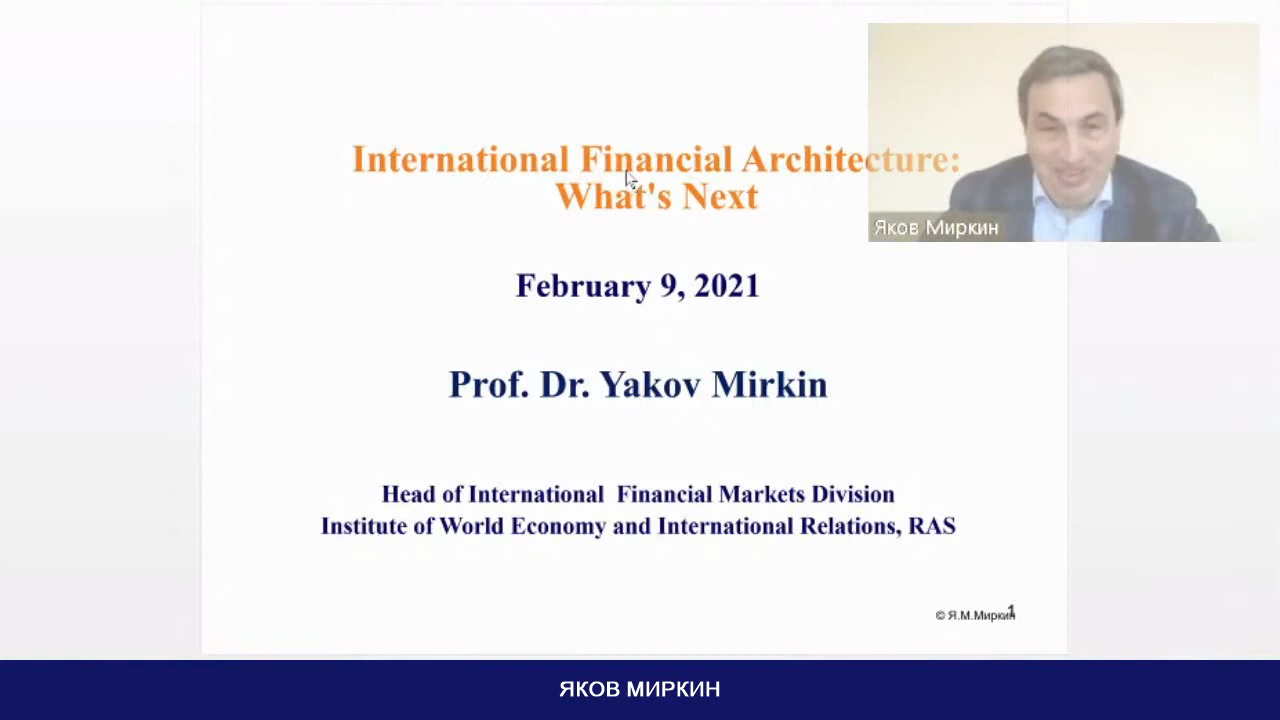 International Financial Architecture:
What's Next
Яков Миркин
February 9, 2021
Prof. Dr. Yakov Mirkin
Head of International Financial Markets Division
Institute of World Economy and International Relations, RAS
© Я.М.Миркин
1
ЯКОВ МИРКИН